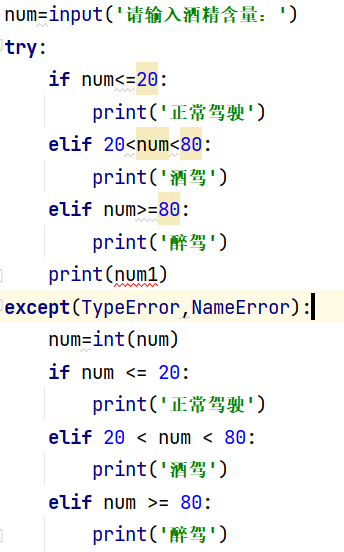 num=input('请输入酒精含量：')
try:
    if num<=20:
        print('正常驾驶')
    elif 20<num<80:
        print('酒驾')
    elif num>=80:
        print('醉驾')
    print(num1)
except(TypeError,NameError):
    num=int(num)
    if num <= 20:
        print('正常驾驶')
    elif 20 < num < 80:
        print('酒驾')
    elif num >= 80:
        print('醉驾')